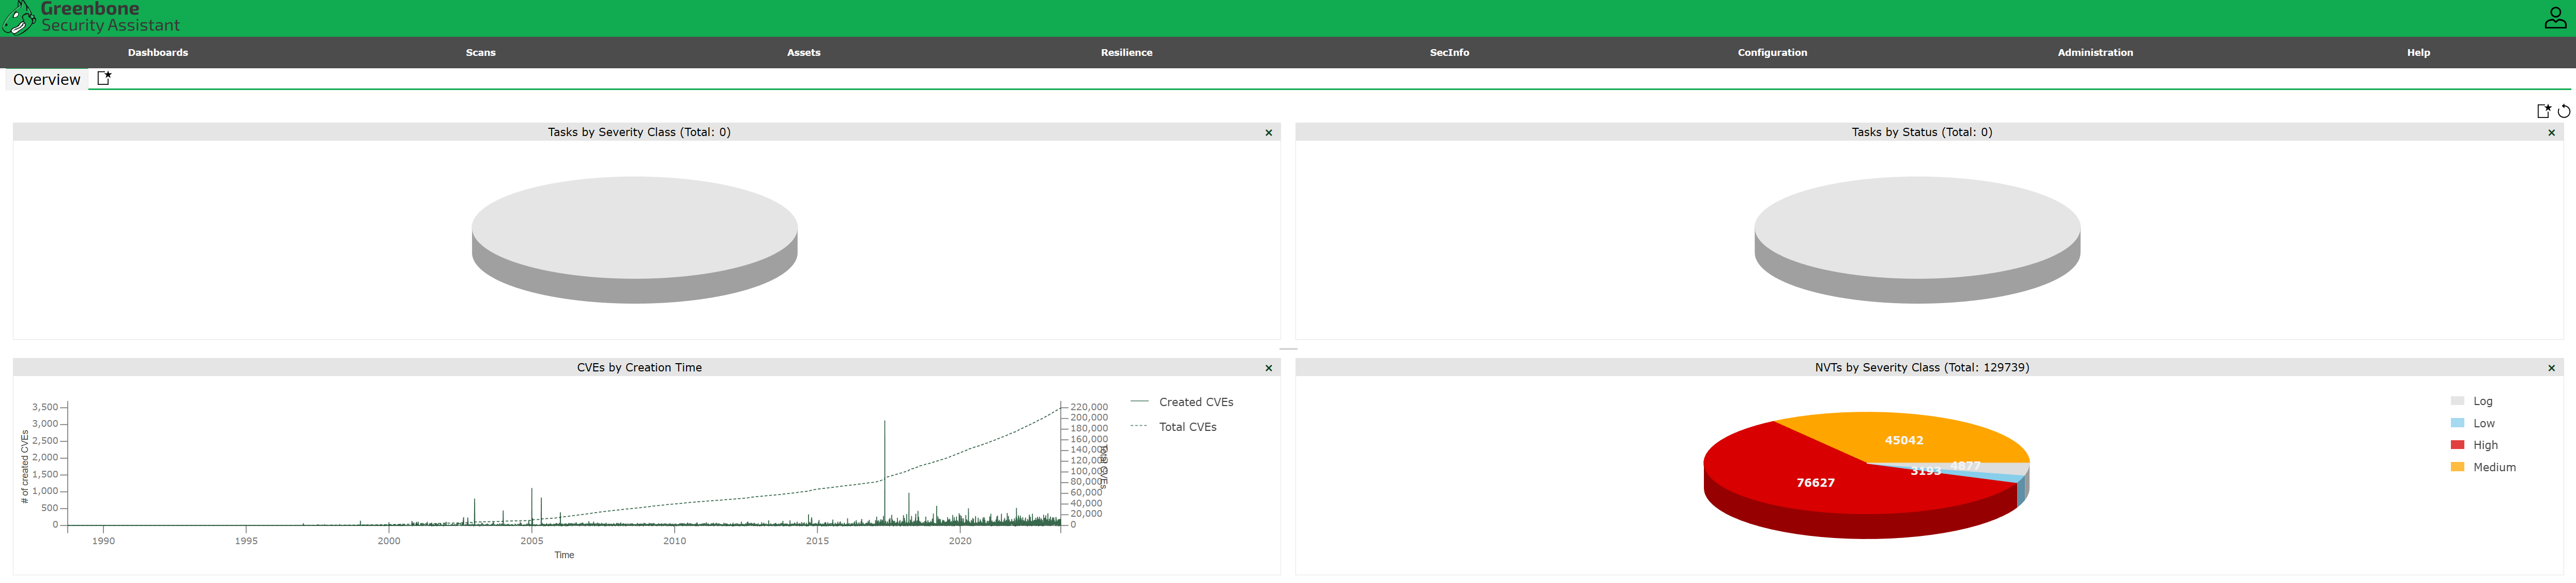 Greenbone
Security Assistant
Dashboards Scans Assets Resilience SecInfo Configuration Administration Help
Overview
Tasks by Severity Class (Total: 0)
Tasks by Status (Total: 0)
CVEs by Creation Time
3,500
3,000
2,500
2,000
1,500
1,000
500
0
# of created CVEs
1990 1995 2000 2005 2010 2015 2020
Time
220,000
200,000
180,000
160,000
140,000
120,000
100,000
80,000
60,000
40,000
20,000
0
Total CVEs
Created CVEs
Total CVEs
NVTs by Severity Class (Total: 129739)
45042
4877
3193
76627
Log
Low
High
Medium